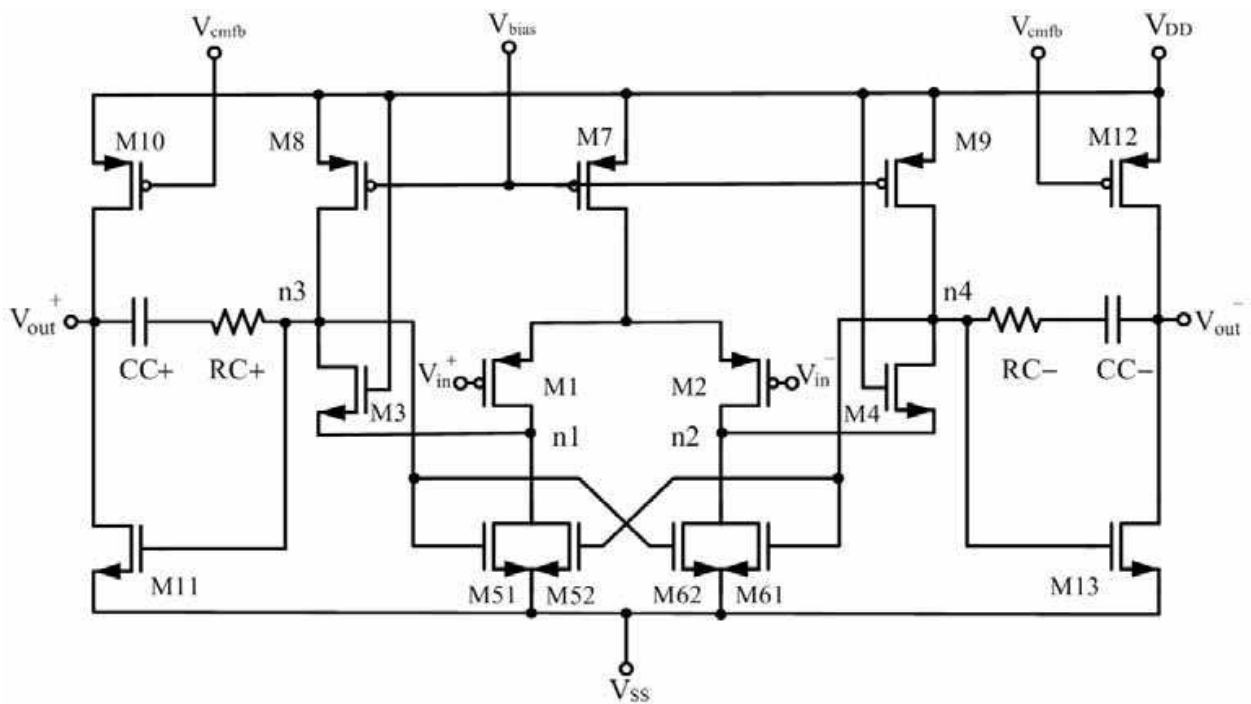 Vcmfb Vbias Vcmfb VDD
M10 M8 M7 M9 M12
n3 n4
Vout+ Vout−
CC+ RC+ Vin+ M1 M2 Vin− RC− CC−
M3 M4
n1 n2
M11 M51 M52 M62 M61 M13
VSS